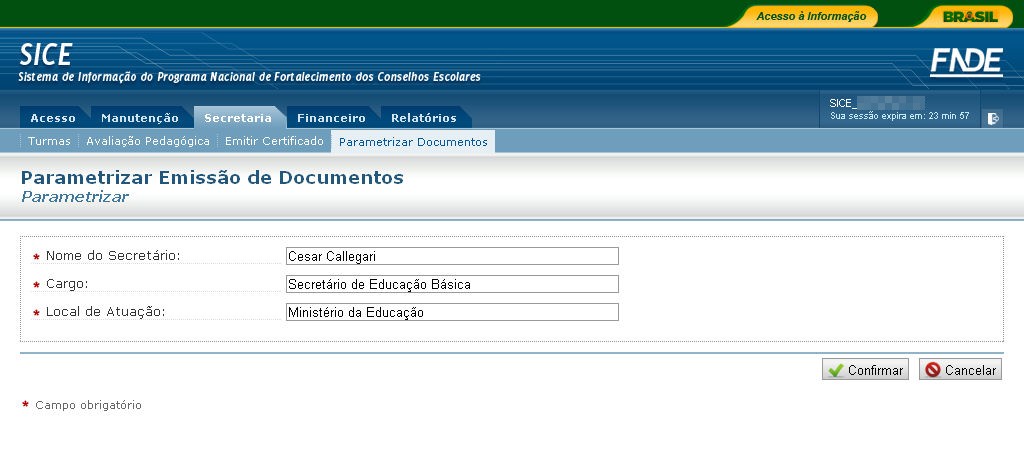 Acesso à Informação
BRASIL
SICE
Sistema de Informação do Programa Nacional de Fortalecimento dos Conselhos Escolares
FNDE
SICE_
Sua sessão expira em: 23 min 57
Acesso Manutenção Secretaria Financeiro Relatórios
Turmas Avaliação Pedagógica Emitir Certificado Parametrizar Documentos
Parametrizar Emissão de Documentos
Parametrizar
* Nome do Secretário: Cesar Callegari
* Cargo: Secretário de Educação Básica
* Local de Atuação: Ministério da Educação
Confirmar Cancelar
* Campo obrigatório